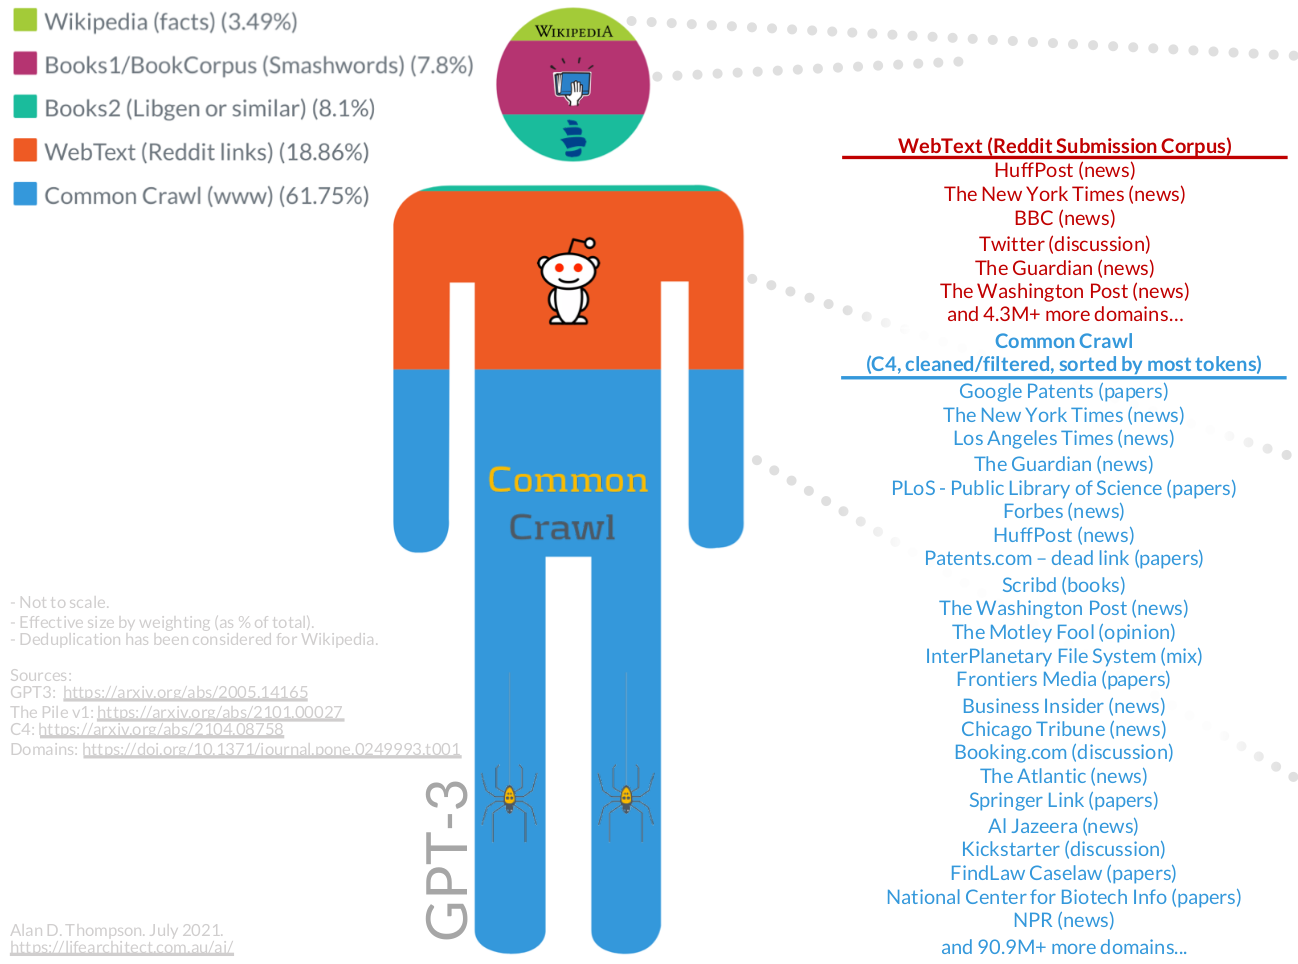 Wikipedia (facts) (3.49%)
Books1/BookCorpus (Smashwords) (7.8%)
Books2 (Libgen or similar) (8.1%)
WebText (Reddit links) (18.86%)
Common Crawl (www) (61.75%)
WIKIPEDIA
Common
Crawl
GPT-3
WebText (Reddit Submission Corpus)
HuffPost (news)
The New York Times (news)
BBC (news)
Twitter (discussion)
The Guardian (news)
The Washington Post (news)
and 4.3M+ more domains...
Common Crawl
(C4, cleaned/filtered, sorted by most tokens)
Google Patents (papers)
The New York Times (news)
Los Angeles Times (news)
The Guardian (news)
PLoS - Public Library of Science (papers)
Forbes (news)
HuffPost (news)
Patents.com – dead link (papers)
Scribd (books)
The Washington Post (news)
The Motley Fool (opinion)
InterPlanetary File System (mix)
Frontiers Media (papers)
Business Insider (news)
Chicago Tribune (news)
Booking.com (discussion)
The Atlantic (news)
Springer Link (papers)
Al Jazeera (news)
Kickstarter (discussion)
FindLaw Caselaw (papers)
National Center for Biotech Info (papers)
NPR (news)
and 90.9M+ more domains...
- Not to scale.
- Effective size by weighting (as % of total).
- Deduplication has been considered for Wikipedia.
Sources:
GPT3: https://arxiv.org/abs/2005.14165
The Pile v1: https://arxiv.org/abs/2101.00027
C4: https://arxiv.org/abs/2104.08758
Domains: https://doi.org/10.1371/journal.pone.0249993.t001
Alan D. Thompson. July 2021.
https://lifearchitect.com.au/ai/